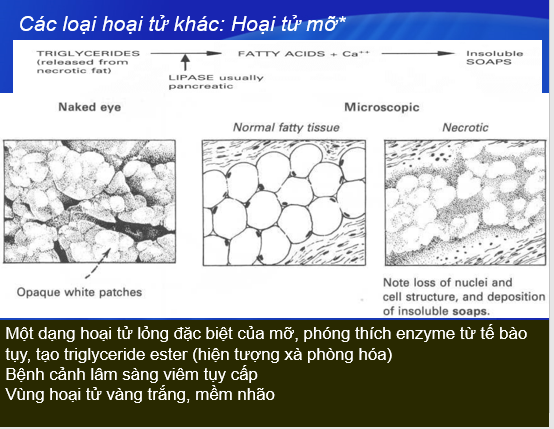 Các loại hoại tử khác: Hoại tử mỡ*
TRIGLYCERIDES (released from necrotic fat)
FATTY ACIDS + Ca⁺⁺
Insoluble SOAPS
LIPASE usually pancreatic
Naked eye
Microscopic
Normal fatty tissue
Necrotic
Opaque white patches
Note loss of nuclei and
cell structure, and deposition
of insoluble soaps.
Một dạng hoại tử lỏng đặc biệt của mỡ, phóng thích enzyme từ tế bào
tụy, tạo triglyceride ester (hiện tượng xà phòng hóa)
Bệnh cảnh lâm sàng viêm tụy cấp
Vùng hoại tử vàng trắng, mềm nhão